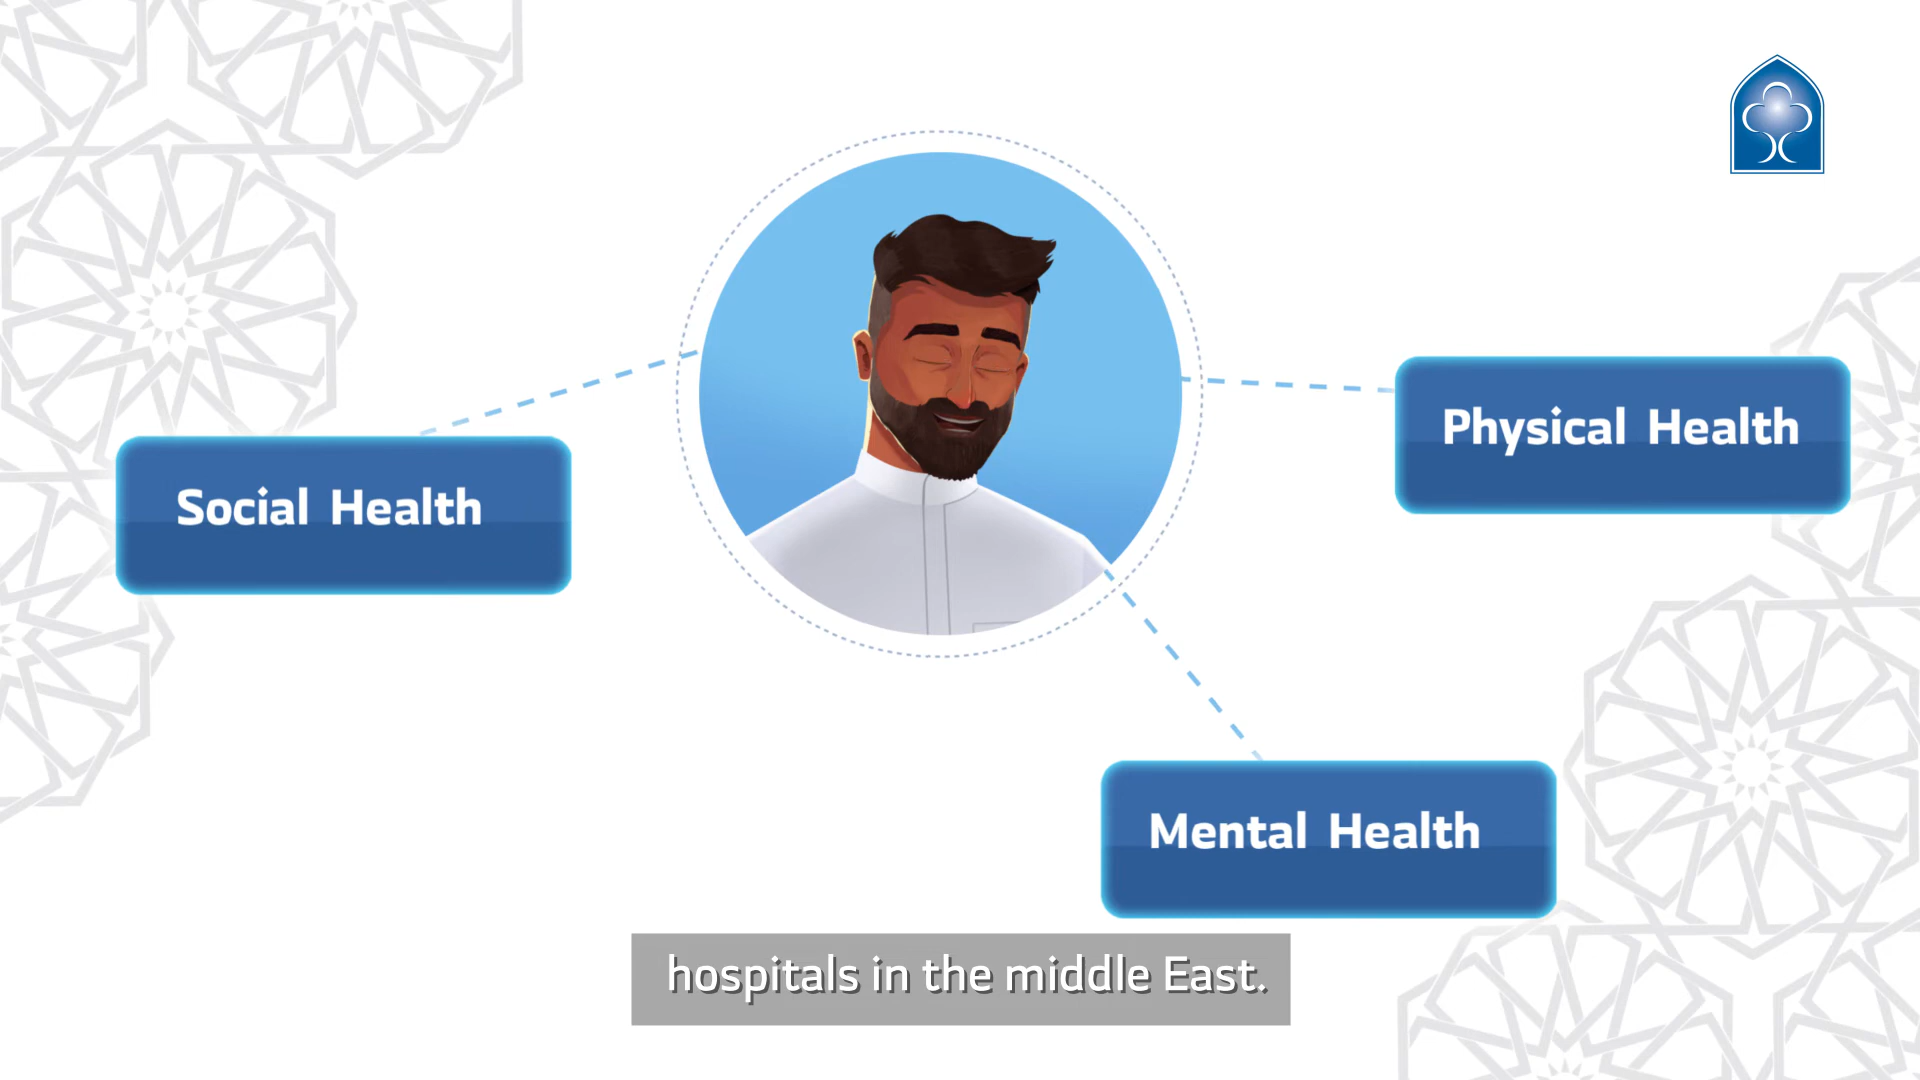 Physical Health
Social Health
Mental Health
hospitals in the middle East.